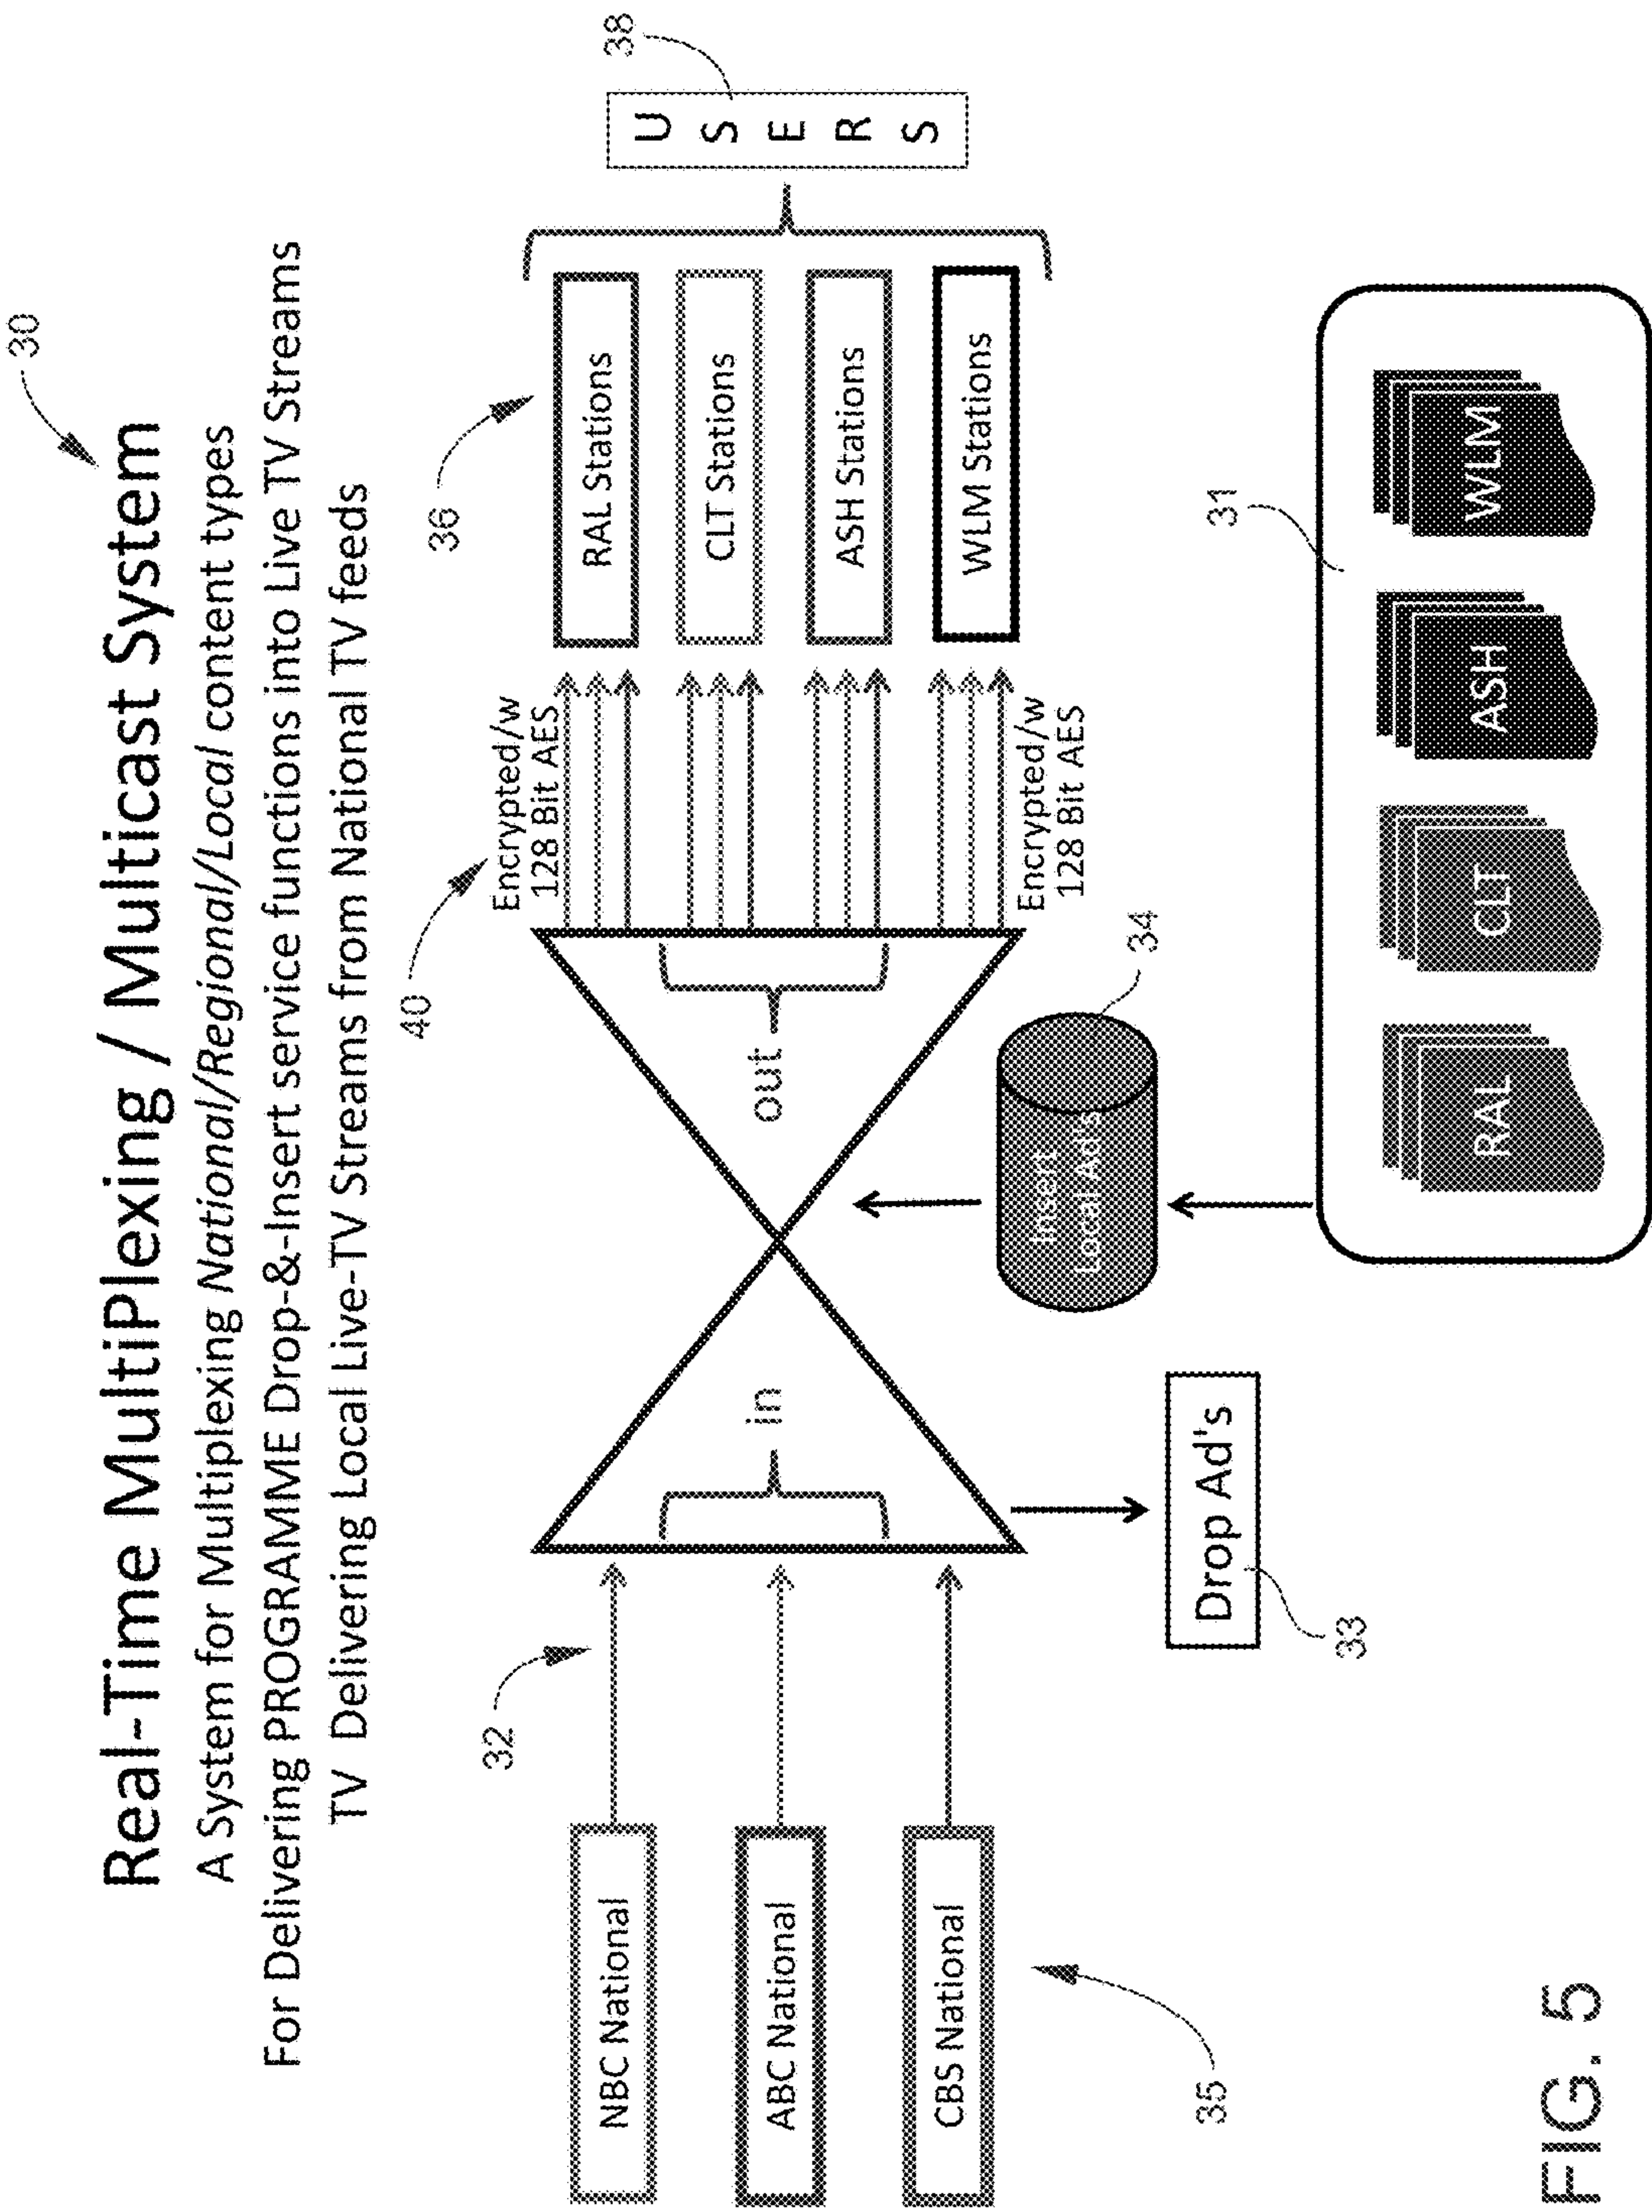 30
Real-Time MultiPlexing / Multicast System
A System for Multiplexing National/Regional/Local content types
For Delivering PROGRAMME Drop-&-Insert service functions into Live TV Streams
TV Delivering Local Live-TV Streams from National TV feeds
32
40
36
38
Encrypted/w
128 Bit AES
NBC National
ABC National
CBS National
35
in
out
RAL Stations
CLT Stations
ASH Stations
WLM Stations
USERS
Encrypted/w
128 Bit AES
Drop Ad's
33
Insert
Local Ad's
34
31
RAL
CLT
ASH
WLM
FIG. 5